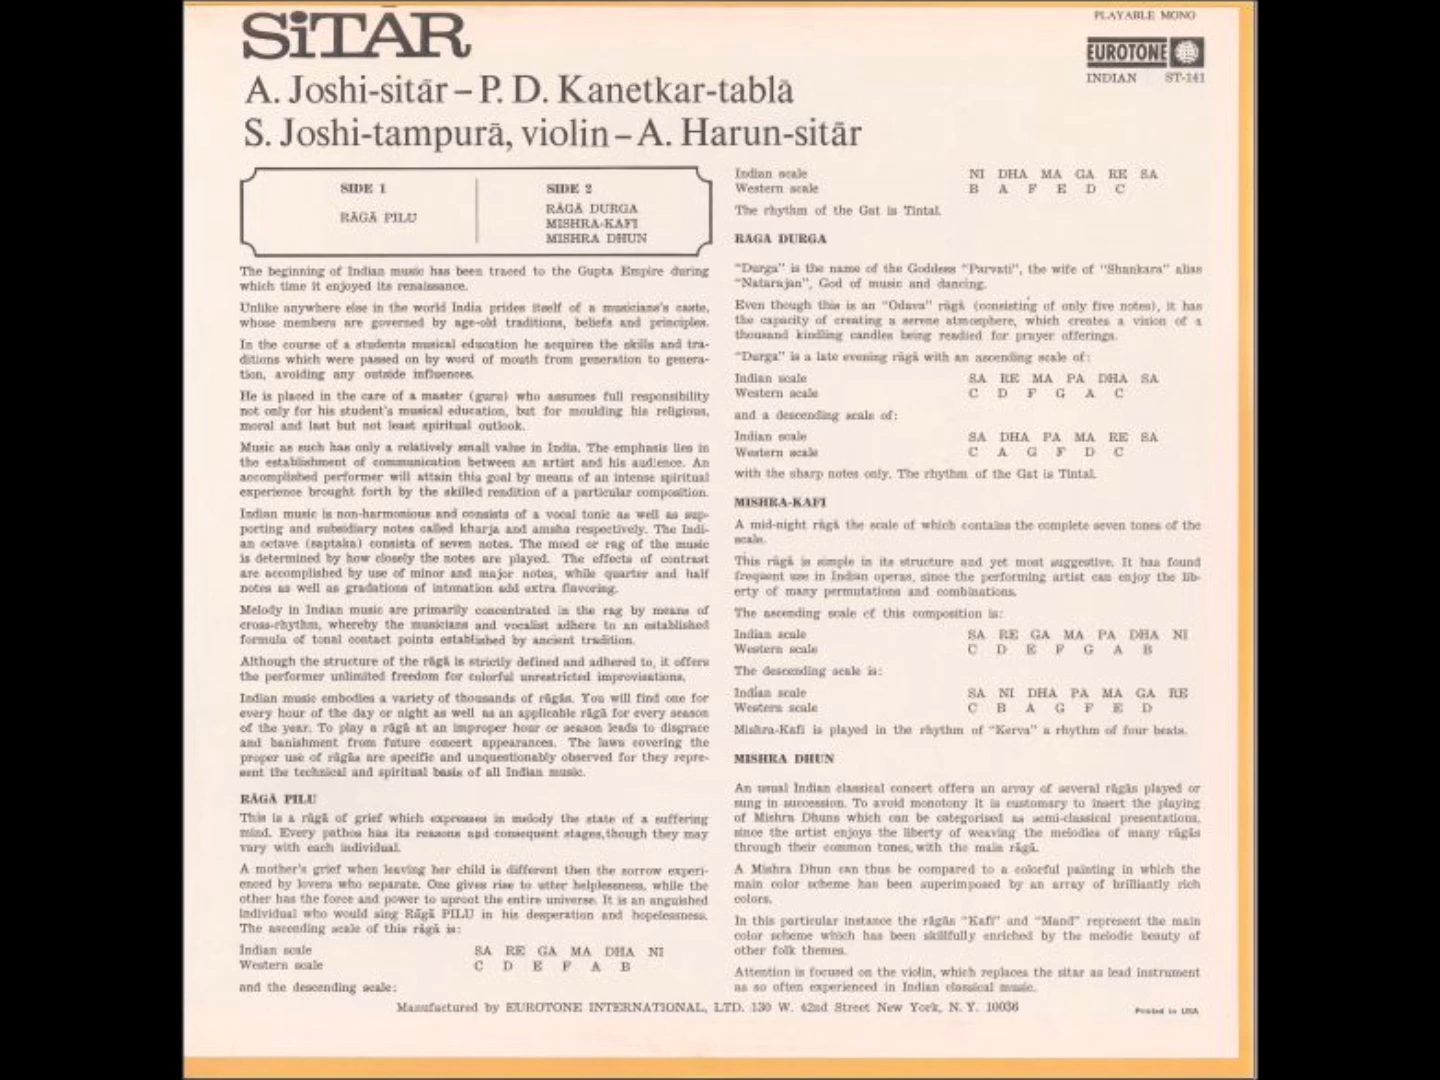 SiTĀR
PLAYABLE MONO
EUROTONE
INDIAN ST-141
A. Joshi-sitār – P. D. Kanetkar-tablā
S. Joshi-tampurā, violin – A. Harun-sitār
SIDE 1
RĀGĀ PILU
SIDE 2
RĀGĀ DURGA
MISHRA-KAFI
MISHRA DHUN
The beginning of Indian music has been traced to the Gupta Empire during
which time it enjoyed its renaissance.
Unlike anywhere else in the world India prides itself of a musicians's caste,
whose members are governed by age-old traditions, beliefs and principles.
In the course of a students musical education he acquires the skills and tra-
ditions which were passed on by word of mouth from generation to genera-
tion, avoiding any outside influences.
He is placed in the care of a master (guru) who assumes full responsibility
not only for his student's musical education, but for moulding his religious,
moral and last but not least spiritual outlook.
Music as such has only a relatively small value in India. The emphasis lies in
the establishment of communication between an artist and his audience. An
accomplished performer will attain this goal by means of an intense spiritual
experience brought forth by the skilled rendition of a particular composition.
Indian music is non-harmonious and consists of a vocal tonic as well as sup-
porting and subsidiary notes called kharja and amsha respectively. The Indi-
an octave (saptaka) consists of seven notes. The mood or rag of the music
is determined by how closely the notes are played. The effects of contrast
are accomplished by use of minor and major notes, while quarter and half
notes as well as gradations of intonation add extra flavoring.
Melody in Indian music are primarily concentrated in the rag by means of
cross-rhythm, whereby the musicians and vocalist adhere to an established
formula of tonal contact points established by ancient tradition.
Although the structure of the rāgā is strictly defined and adhered to, it offers
the performer unlimited freedom for colorful unrestricted improvisations.
Indian music embodies a variety of thousands of rāgās. You will find one for
every hour of the day or night as well as an applicable rāgā for every season
of the year. To play a rāgā at an improper hour or season leads to disgrace
and banishment from future concert appearances. The laws covering the
proper use of rāgās are specific and unquestionably observed for they repre-
sent the technical and spiritual basis of all Indian music.
RĀGĀ PILU
This is a rāgā of grief which expresses in melody the state of a suffering
mind. Every pathos has its reasons and consequent stages, though they may
vary with each individual.
A mother's grief when leaving her child is different then the sorrow experi-
enced by lovers who separate. One gives rise to utter helplessness, while the
other has the force and power to uproot the entire universe. It is an anguished
individual who would sing Rāgā PILU in his desperation and hopelessness.
The ascending scale of this rāgā is:
Indian scale SA RE GA MA DHA NI
Western scale C D E F A B
and the descending scale:
Indian scale NI DHA MA GA RE SA
Western scale B A F E D C
The rhythm of the Gat is Tintal.
RAGA DURGA
"Durga" is the name of the Goddess "Parvati", the wife of "Shankara" alias
"Natarajan", God of music and dancing.
Even though this is an "Odava" rāgā (consisting of only five notes), it has
the capacity of creating a serene atmosphere, which creates a vision of a
thousand kindling candles being readied for prayer offerings.
"Durga" is a late evening rāgā with an ascending scale of:
Indian scale SA RE MA PA DHA SA
Western scale C D F G A C
and a descending scale of:
Indian scale SA DHA PA MA RE SA
Western scale C A G F D C
with the sharp notes only. The rhythm of the Gat is Tintal.
MISHRA-KAFI
A mid-night rāgā the scale of which contains the complete seven tones of the
scale.
This rāgā is simple in its structure and yet most suggestive. It has found
frequent use in Indian operas, since the performing artist can enjoy the lib-
erty of many permutations and combinations.
The ascending scale of this composition is:
Indian scale SA RE GA MA PA DHA NI
Western scale C D E F G A B
The descending scale is:
Indian scale SA NI DHA PA MA GA RE
Western scale C B A G F E D
Mishra-Kafi is played in the rhythm of "Kerva" a rhythm of four beats.
MISHRA DHUN
An usual Indian classical concert offers an array of several rāgās played or
sung in succession. To avoid monotony it is customary to insert the playing
of Mishra Dhuns which can be categorised as semi-classical presentations,
since the artist enjoys the liberty of weaving the melodies of many rāgās
through their common tones, with the main rāgā.
A Mishra Dhun can thus be compared to a colorful painting in which the
main color scheme has been superimposed by an array of brilliantly rich
colors.
In this particular instance the rāgās "Kafi" and "Mand" represent the main
color scheme which has been skillfully enriched by the melodic beauty of
other folk themes.
Attention is focused on the violin, which replaces the sitar as lead instrument
as so often experienced in Indian classical music.
Manufactured by EUROTONE INTERNATIONAL, LTD. 130 W. 42nd Street New York, N. Y. 10036
Printed in USA